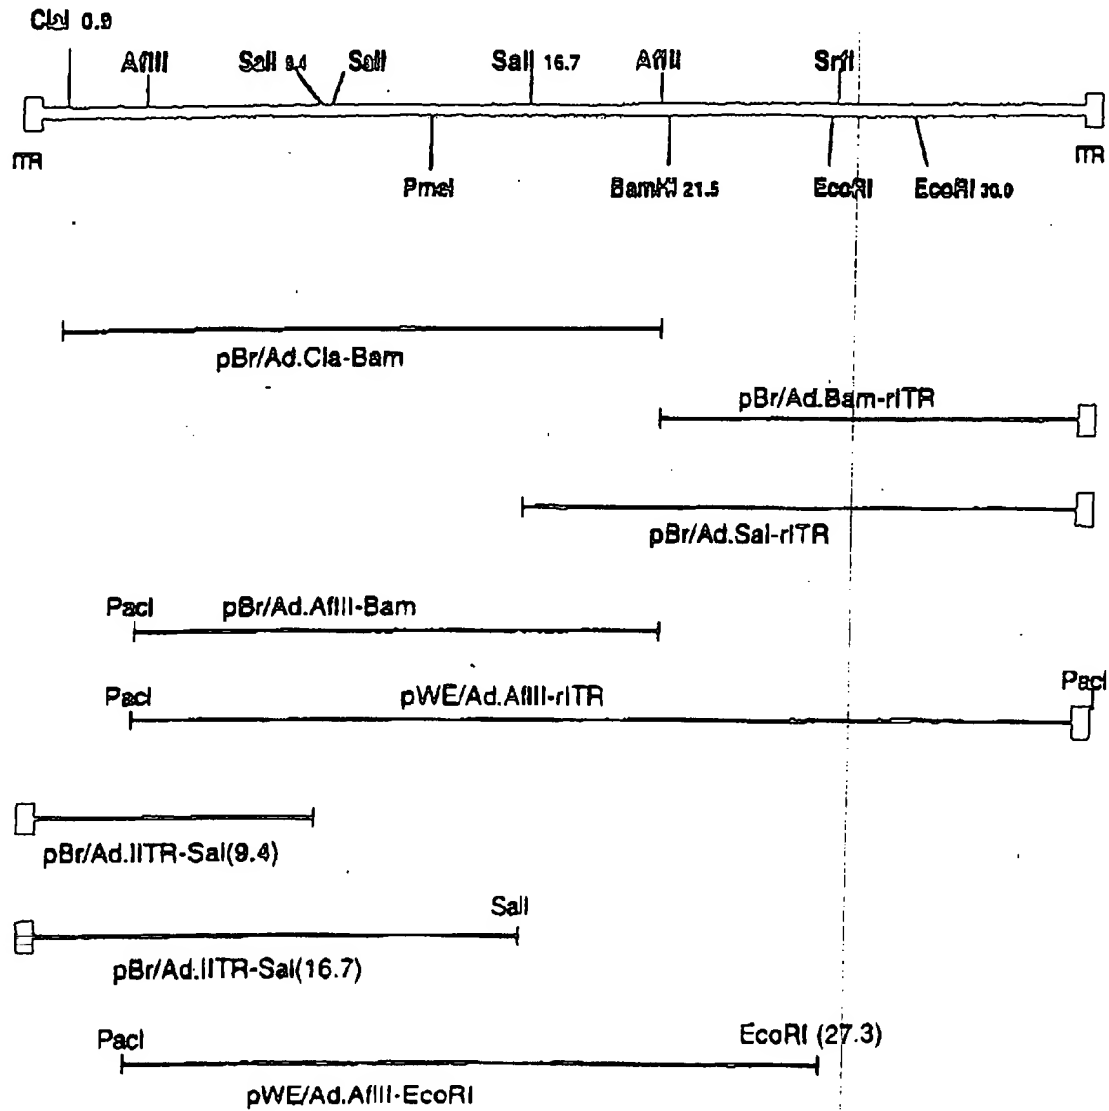 ClaI 0.9
AflIII SalI 9.4 SalI SalI 16.7 AflII SrfI
ITR ITR
PmeI BamHI 21.5 EcoRI EcoRI 30.0
pBr/Ad.Cla-Bam
pBr/Ad.Bam-rITR
pBr/Ad.Sal-rITR
PacI pBr/Ad.AflII-Bam
PacI pWE/Ad.AflII-rITR PacI
pBr/Ad.lITR-Sal(9.4)
SalI
pBr/Ad.lITR-Sal(16.7)
PacI EcoRI (27.3)
pWE/Ad.AflII-EcoRI